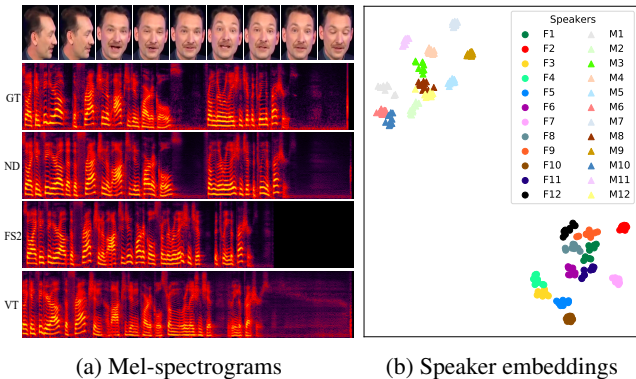 GT
ND
FS2
VT
(a) Mel-spectrograms
Speakers
F1 M1
F2 M2
F3 M3
F4 M4
F5 M5
F6 M6
F7 M7
F8 M8
F9 M9
F10 M10
F11 M11
F12 M12
(b) Speaker embeddings